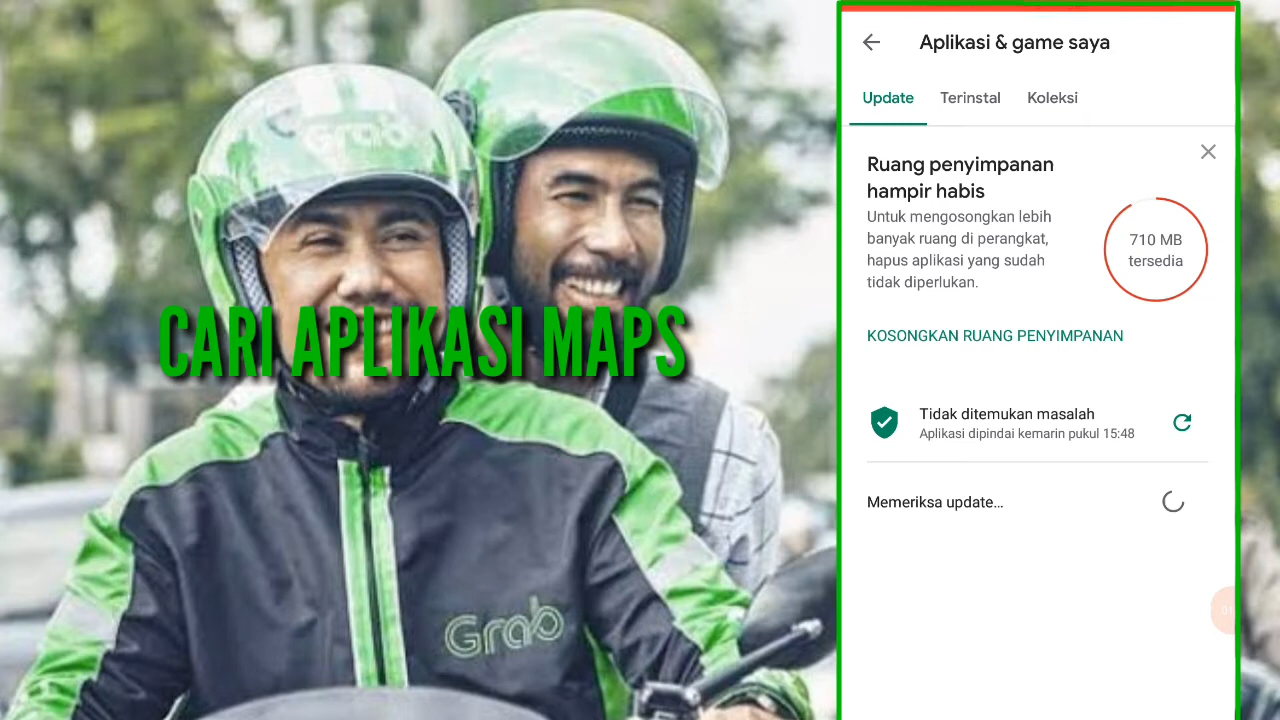 Grab
CARI APLIKASI MAPS
Grab
Aplikasi & game saya
Update Terinstal Koleksi
Ruang penyimpanan
hampir habis
Untuk mengosongkan lebih
banyak ruang di perangkat,
hapus aplikasi yang sudah
tidak diperlukan.
710 MB
tersedia
KOSONGKAN RUANG PENYIMPANAN
Tidak ditemukan masalah
Aplikasi dipindai kemarin pukul 15:48
Memeriksa update...